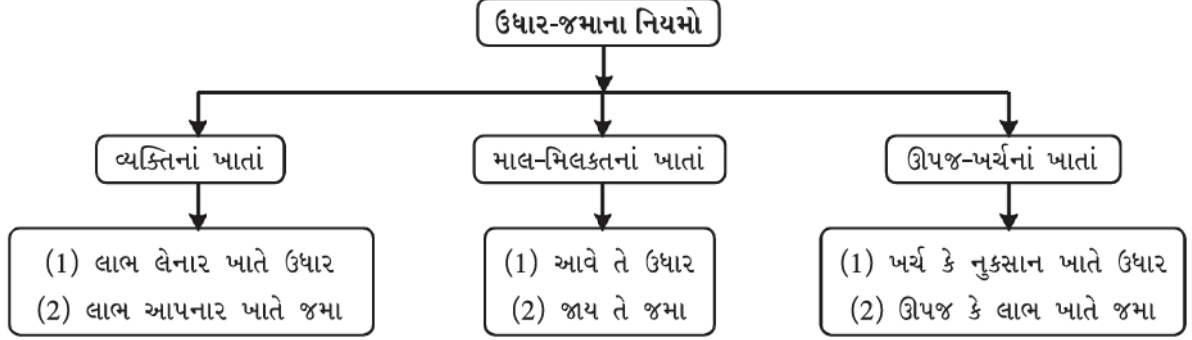 ઉધાર-જમાના નિયમો
વ્યક્તિનાં ખાતાં
માલ-મિલકતનાં ખાતાં
ઊપજ-ખર્ચનાં ખાતાં
(1) લાભ લેનાર ખાતે ઉધાર
(2) લાભ આપનાર ખાતે જમા
(1) આવે તે ઉધાર
(2) જાય તે જમા
(1) ખર્ચ કે નુકસાન ખાતે ઉધાર
(2) ઊપજ કે લાભ ખાતે જમા